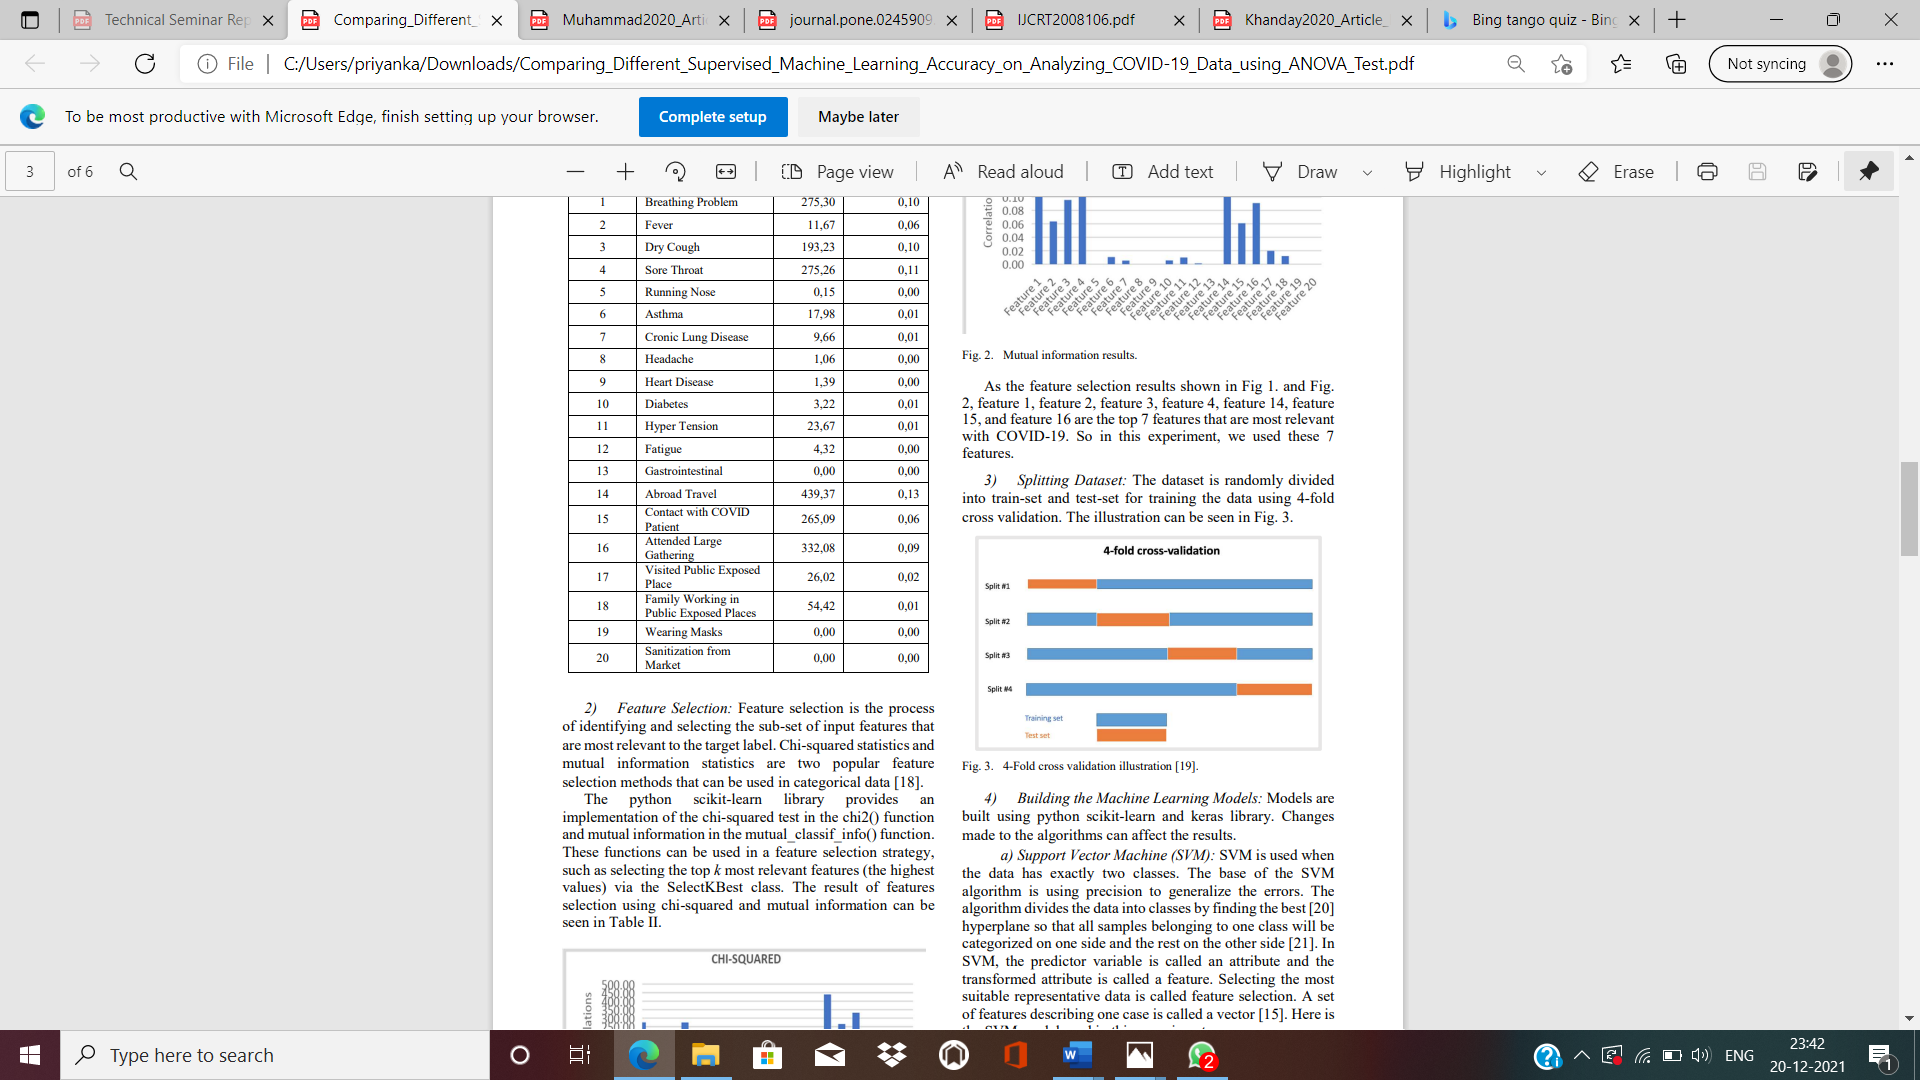 Technical Seminar Rep
Comparing_Different_
Muhammad2020_Arti
journal.pone.0245909
IJCRT2008106.pdf
Khanday2020_Article_
Bing tango quiz - Bing
File
C:/Users/priyanka/Downloads/Comparing_Different_Supervised_Machine_Learning_Accuracy_on_Analyzing_COVID-19_Data_using_ANOVA_Test.pdf
Not syncing
To be most productive with Microsoft Edge, finish setting up your browser.
Complete setup
Maybe later
3 of 6
Page view
Read aloud
Add text
Draw
Highlight
Erase
1 Breathing Problem 275,30 0,10
2 Fever 11,67 0,06
3 Dry Cough 193,23 0,10
4 Sore Throat 275,26 0,11
5 Running Nose 0,15 0,00
6 Asthma 17,98 0,01
7 Cronic Lung Disease 9,66 0,01
8 Headache 1,06 0,00
9 Heart Disease 1,39 0,00
10 Diabetes 3,22 0,01
11 Hyper Tension 23,67 0,01
12 Fatigue 4,32 0,00
13 Gastrointestinal 0,00 0,00
14 Abroad Travel 439,37 0,13
15 Contact with COVID
Patient 265,09 0,06
16 Attended Large
Gathering 332,08 0,09
17 Visited Public Exposed
Place 26,02 0,02
18 Family Working in
Public Exposed Places 54,42 0,01
19 Wearing Masks 0,00 0,00
20 Sanitization from
Market 0,00 0,00
2) Feature Selection: Feature selection is the process
of identifying and selecting the sub-set of input features that
are most relevant to the target label. Chi-squared statistics and
mutual information statistics are two popular feature
selection methods that can be used in categorical data [18].
The python scikit-learn library provides an
implementation of the chi-squared test in the chi2() function
and mutual information in the mutual_classif_info() function.
These functions can be used in a feature selection strategy,
such as selecting the top k most relevant features (the highest
values) via the SelectKBest class. The result of features
selection using chi-squared and mutual information can be
seen in Table II.
CHI-SQUARED
500.00
450.00
400.00
350.00
300.00
250.00
lations
Correlatio
0.10
0.08
0.06
0.04
0.02
0.00
Feature 1
Feature 2
Feature 3
Feature 4
Feature 5
Feature 6
Feature 7
Feature 8
Feature 9
Feature 10
Feature 11
Feature 12
Feature 13
Feature 14
Feature 15
Feature 16
Feature 17
Feature 18
Feature 19
Feature 20
Fig. 2. Mutual information results.
As the feature selection results shown in Fig 1. and Fig.
2, feature 1, feature 2, feature 3, feature 4, feature 14, feature
15, and feature 16 are the top 7 features that are most relevant
with COVID-19. So in this experiment, we used these 7
features.
3) Splitting Dataset: The dataset is randomly divided
into train-set and test-set for training the data using 4-fold
cross validation. The illustration can be seen in Fig. 3.
4-fold cross-validation
Split #1
Split #2
Split #3
Split #4
Training set
Test set
Fig. 3. 4-Fold cross validation illustration [19].
4) Building the Machine Learning Models: Models are
built using python scikit-learn and keras library. Changes
made to the algorithms can affect the results.
a) Support Vector Machine (SVM): SVM is used when
the data has exactly two classes. The base of the SVM
algorithm is using precision to generalize the errors. The
algorithm divides the data into classes by finding the best [20]
hyperplane so that all samples belonging to one class will be
categorized on one side and the rest on the other side [21]. In
SVM, the predictor variable is called an attribute and the
transformed attribute is called a feature. Selecting the most
suitable representative data is called feature selection. A set
of features describing one case is called a vector [15]. Here is
Type here to search
2
ENG
23:42
20-12-2021
1